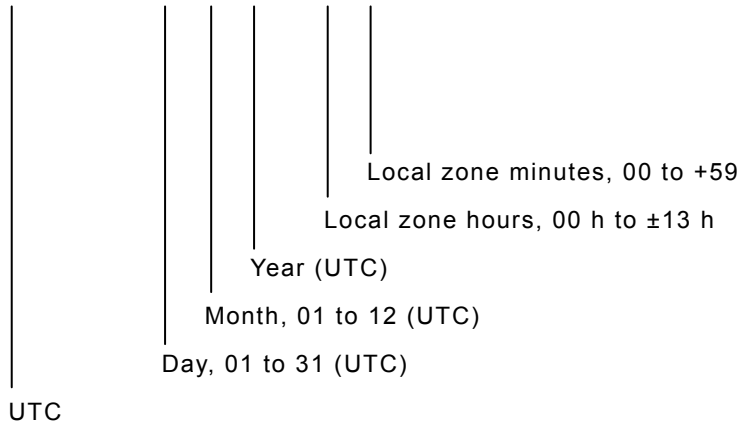 Local zone minutes, 00 to +59
Local zone hours, 00 h to ±13 h
Year (UTC)
Month, 01 to 12 (UTC)
Day, 01 to 31 (UTC)
UTC